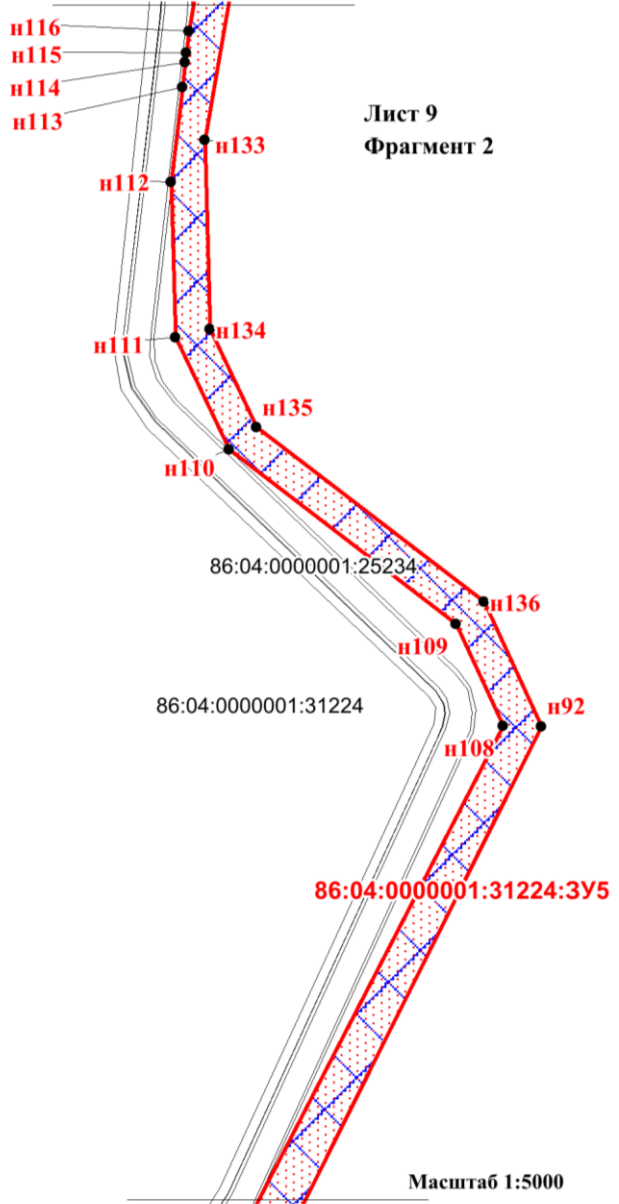 н116
н115
н114
н113
Лист 9
Фрагмент 2
н133
н112
н134
н111
н135
н110
86:04:0000001:25234
н136
н109
86:04:0000001:31224
н92
н108
86:04:0000001:31224:ЗУ5
Масштаб 1:5000